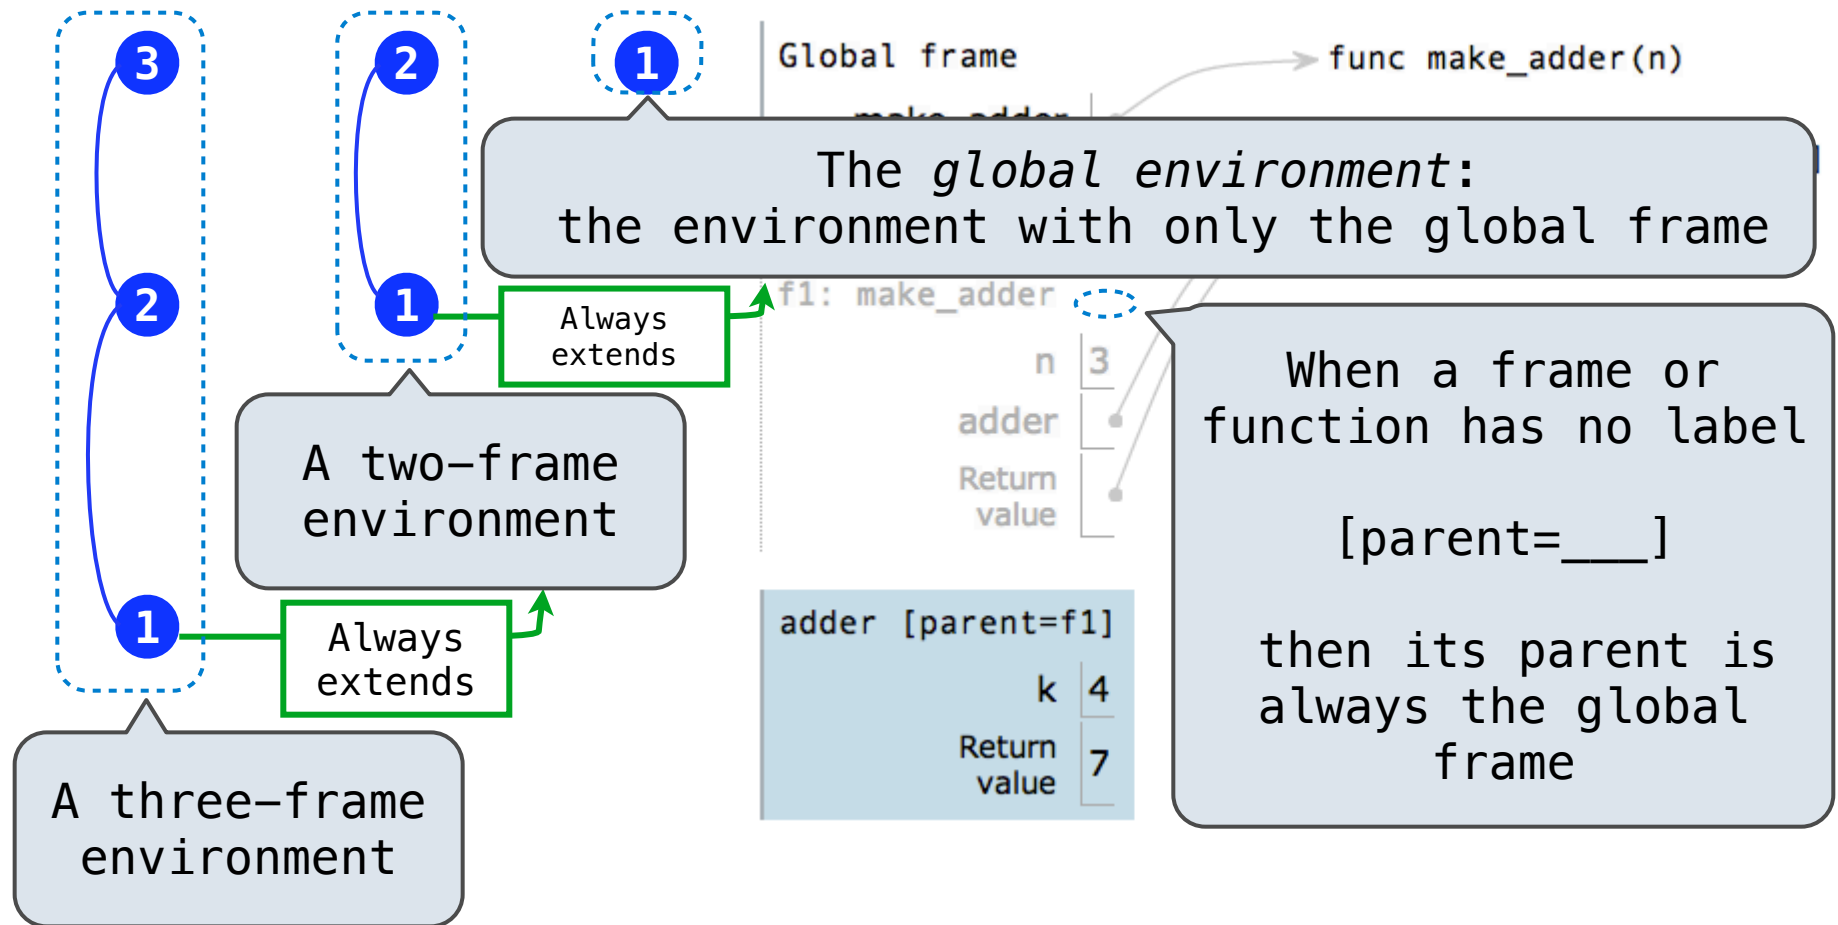 3
2
1
Global frame
func make_adder(n)
make_adder
The global environment:
the environment with only the global frame
2
1
Always
extends
f1: make_adder
n 3
adder
Return
value
When a frame or
function has no label
[parent=___]
then its parent is
always the global
frame
A two-frame
environment
1
Always
extends
adder [parent=f1]
k 4
Return
value 7
A three-frame
environment